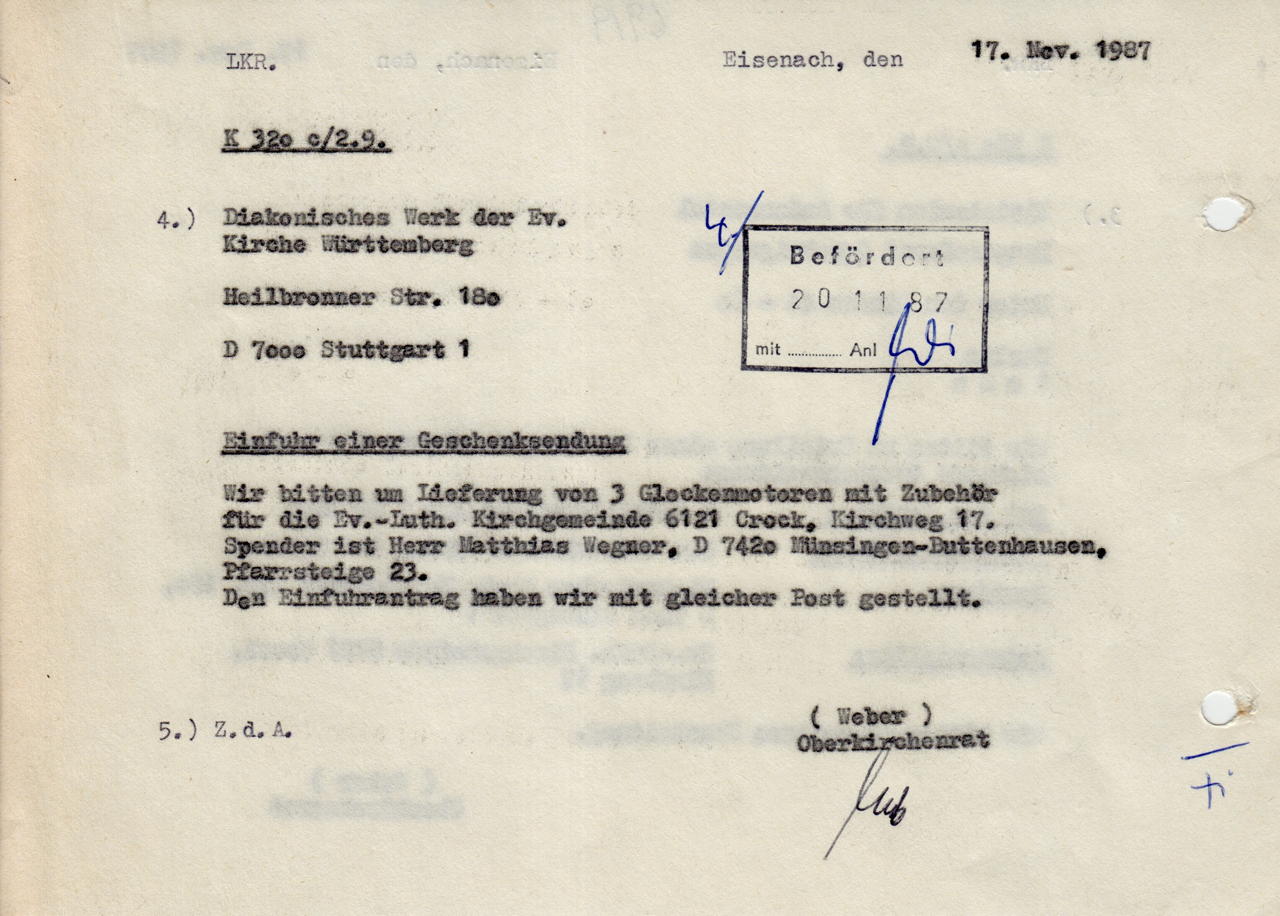 LKR.
Eisenach, den 17. Nov. 1987
K 32o c/2.9.
4.) Diakonisches Werk der Ev.
Kirche Württemberg
Heilbronner Str. 18o
D 7ooo Stuttgart 1
4/
Befördert
20 11 87
mit ............ Anl
Einfuhr einer Geschenksendung
Wir bitten um Lieferung von 3 Glockenmotoren mit Zubehör
für die Ev.-Luth. Kirchgemeinde 6121 Crock, Kirchweg 17.
Spender ist Herr Matthias Wegner, D 742o Münsingen-Buttenhausen,
Pfarrsteige 23.
Den Einfuhrantrag haben wir mit gleicher Post gestellt.
5.) Z.d.A.
( Weber )
Oberkirchenrat